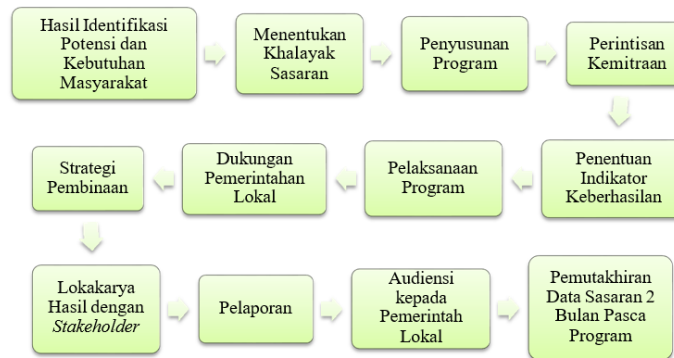 Hasil Identifikasi
Potensi dan
Kebutuhan
Masyarakat
Menentukan
Khalayak
Sasaran
Penyusunan
Program
Perintisan
Kemitraan
Penentuan
Indikator
Keberhasilan
Pelaksanaan
Program
Dukungan
Pemerintahan
Lokal
Strategi
Pembinaan
Lokakarya
Hasil dengan
Stakeholder
Pelaporan
Audiensi
kepada
Pemerintah
Lokal
Pemutakhiran
Data Sasaran 2
Bulan Pasca
Program